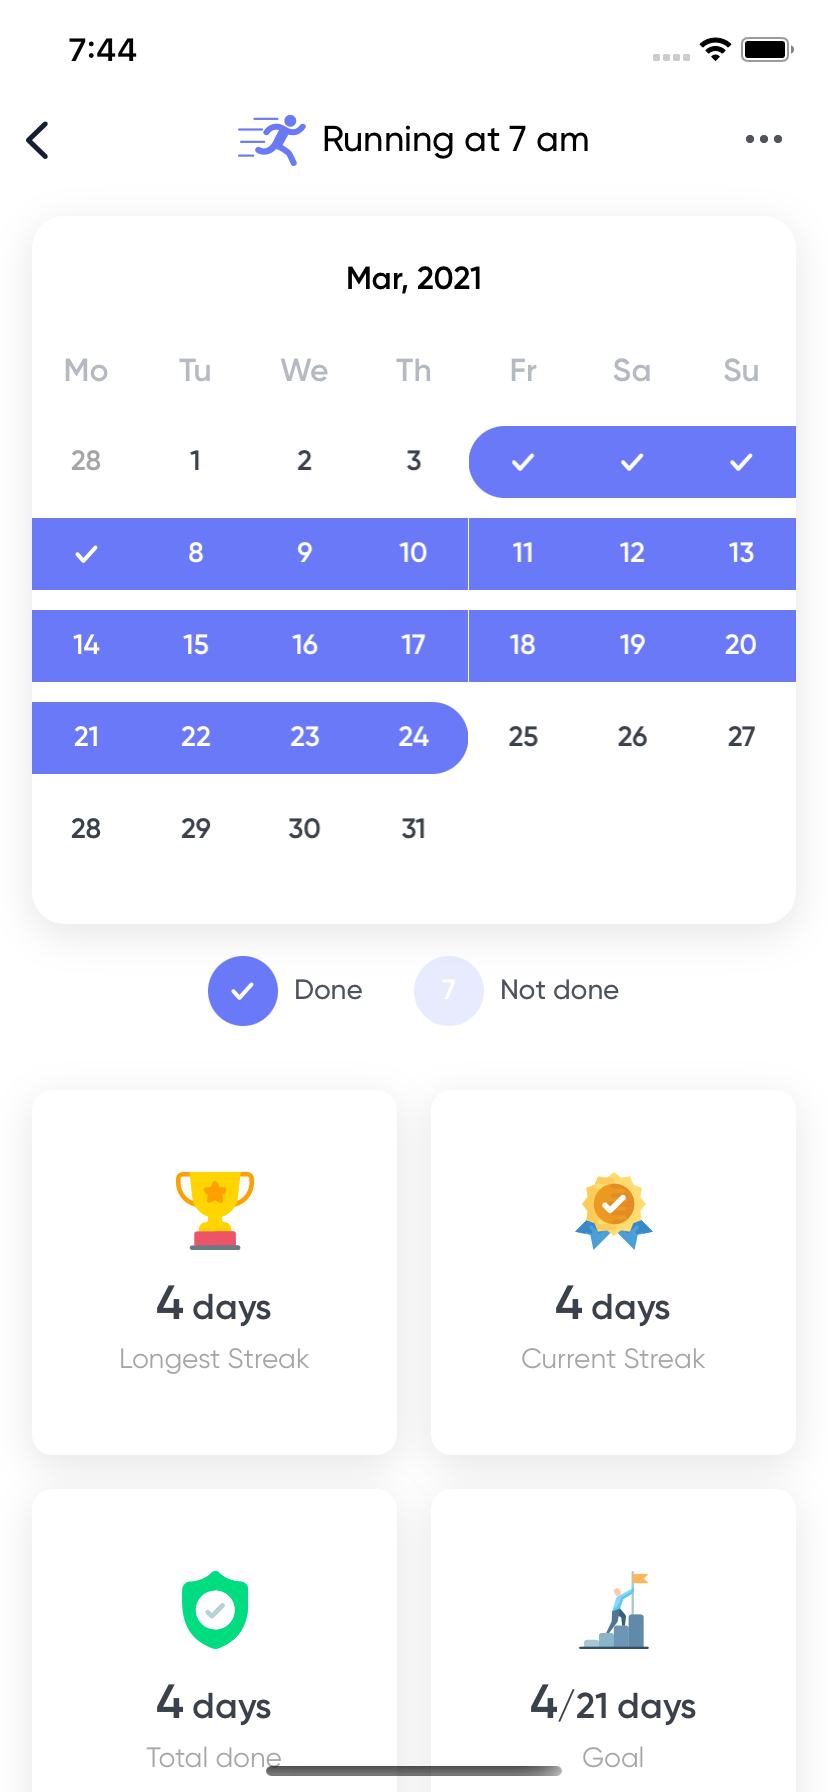 7:44
Running at 7 am
Mar, 2021
Mo Tu We Th Fr Sa Su
28 1 2 3
8 9 10 11 12 13
14 15 16 17 18 19 20
21 22 23 24 25 26 27
28 29 30 31
Done 7 Not done
4 days 4 days
Longest Streak Current Streak
4 days 4/21 days
Total done Goal